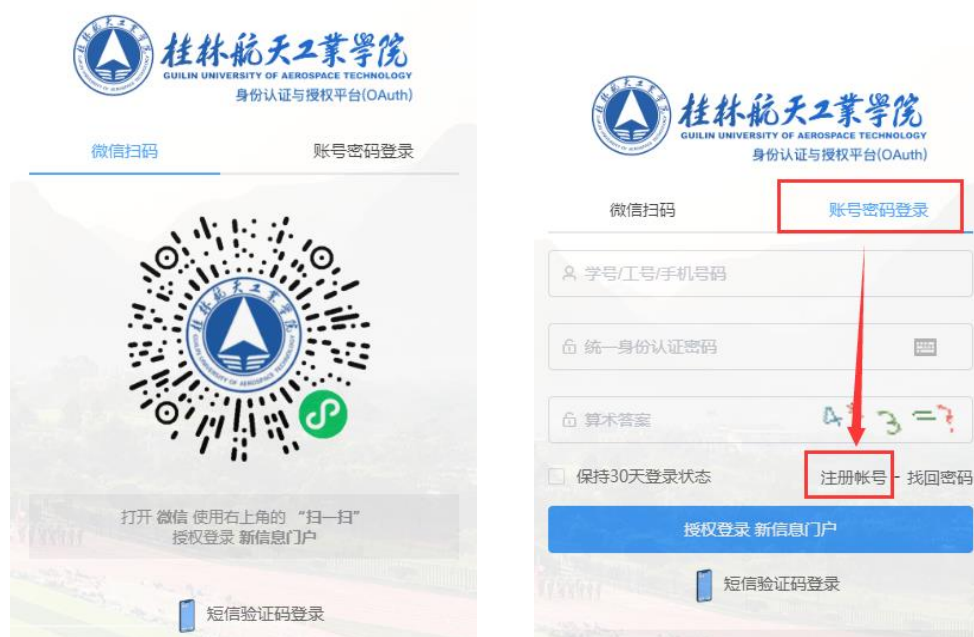 桂林航天工業學院
GUILIN UNIVERSITY OF AEROSPACE TECHNOLOGY
身份认证与授权平台(OAuth)
微信扫码
账号密码登录
打开 微信 使用右上角的 “扫一扫”
授权登录 新信息门户
短信验证码登录
桂林航天工業學院
GUILIN UNIVERSITY OF AEROSPACE TECHNOLOGY
身份认证与授权平台(OAuth)
微信扫码
账号密码登录
学号/工号/手机号码
统一身份认证密码
算术答案
保持30天登录状态
注册帐号 - 找回密码
授权登录 新信息门户
短信验证码登录